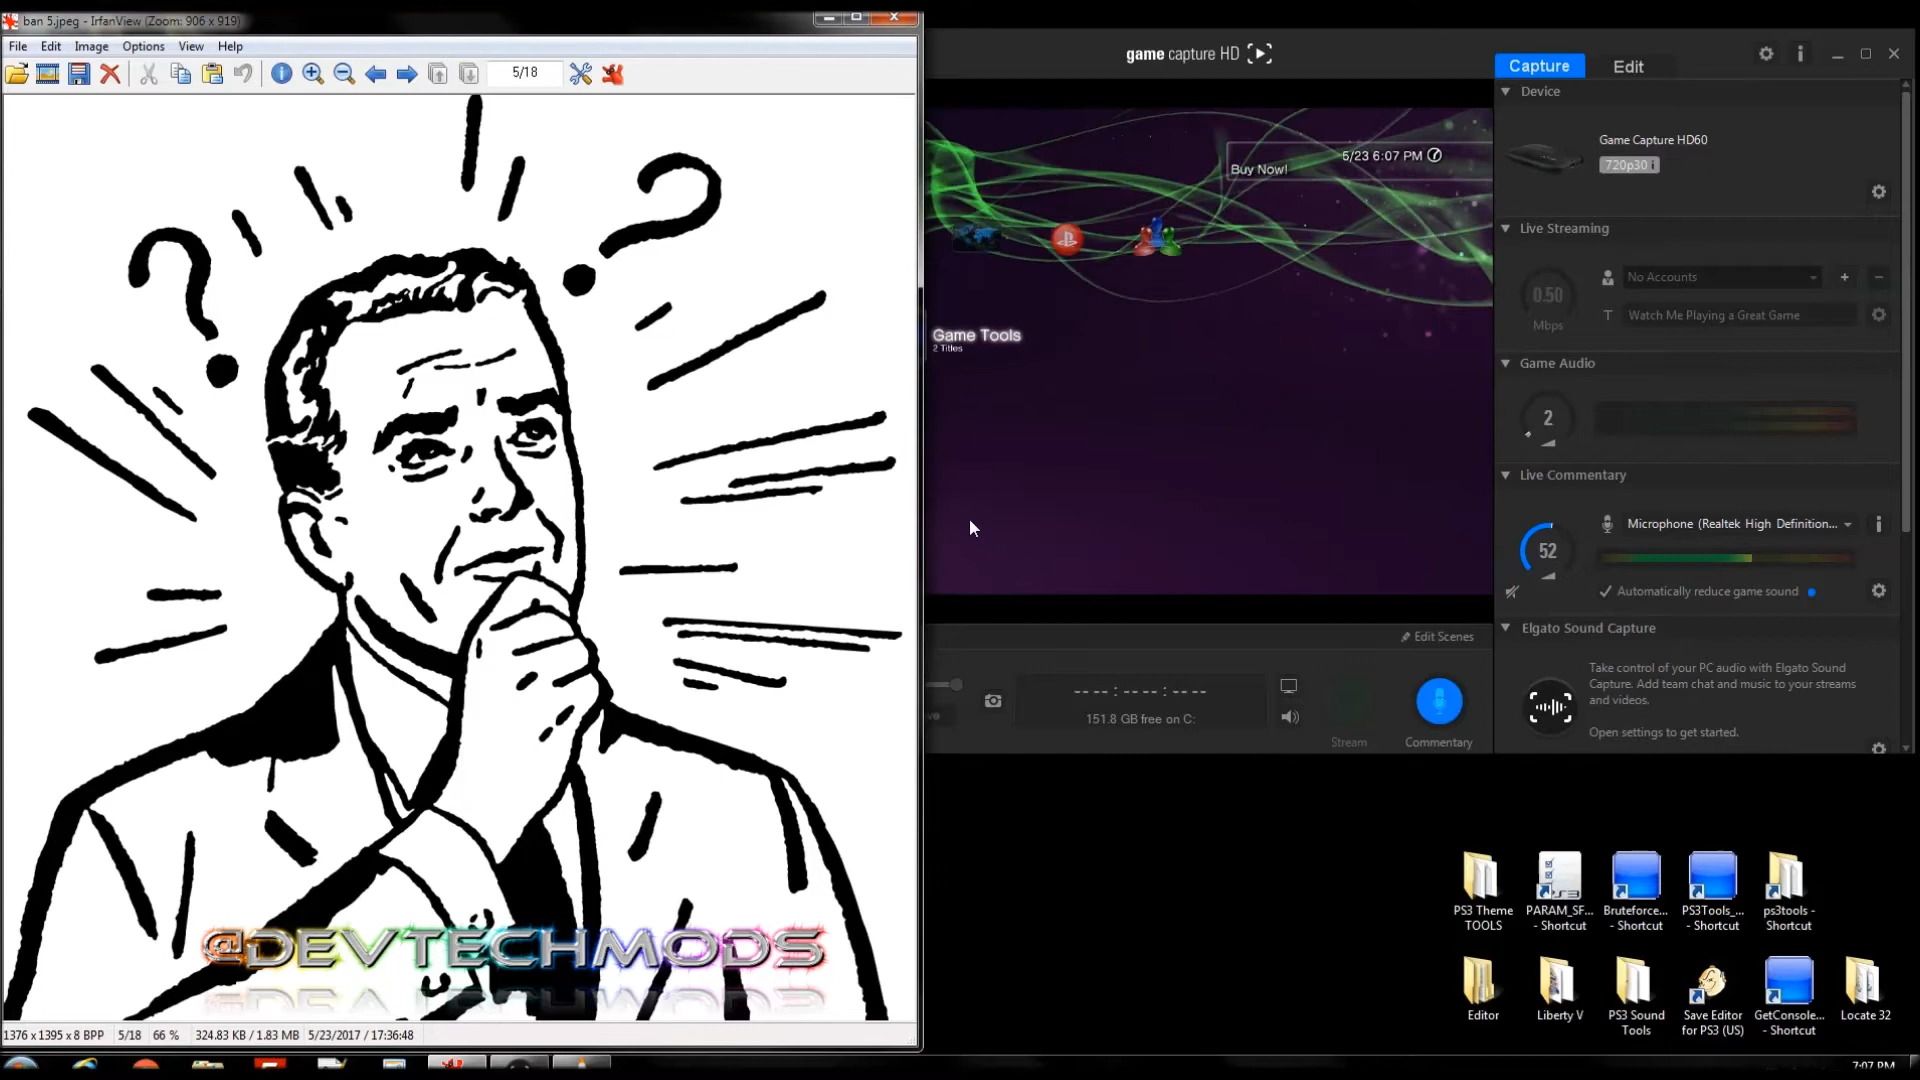 ban 5.jpeg - IrfanView (Zoom: 906 x 919)
File Edit Image Options View Help
5/18
@DEVTECHMODS
1376 x 1395 x 8 BPP 5/18 66 % 324.83 KB / 1.83 MB 5/23/2017 / 17:36:48
game capture HD
Capture Edit
Device
Game Capture HD60
720p30 i
Live Streaming
0.50
Mbps
No Accounts
T Watch Me Playing a Great Game
Game Audio
2
Live Commentary
52
Microphone (Realtek High Definition...
Automatically reduce game sound
Elgato Sound Capture
Take control of your PC audio with Elgato Sound
Capture. Add team chat and music to your streams
and videos.
Open settings to get started.
5/23 6:07 PM
Buy Now!
Game Tools
2 Titles
Edit Scenes
-- -- : -- -- : -- --
151.8 GB free on C:
Stream
Commentary
PS3 Theme
TOOLS
PARAM_SF...
- Shortcut
Bruteforce...
- Shortcut
PS3Tools_...
- Shortcut
ps3tools -
Shortcut
Editor
Liberty V
PS3 Sound
Tools
Save Editor
for PS3 (US)
GetConsole...
- Shortcut
Locate 32
7:07 PM